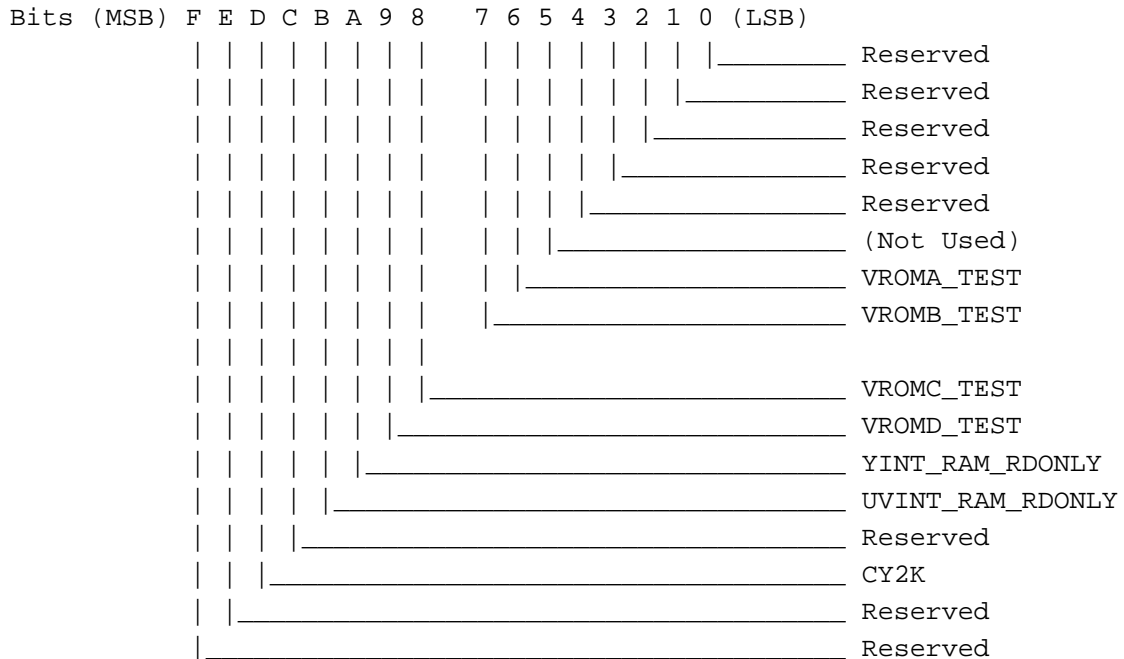 Bits (MSB) F E D C B A 9 8 7 6 5 4 3 2 1 0 (LSB)
Reserved
Reserved
Reserved
Reserved
Reserved
(Not Used)
VROMA_TEST
VROMB_TEST
VROMC_TEST
VROMD_TEST
YINT_RAM_RDONLY
UVINT_RAM_RDONLY
Reserved
CY2K
Reserved
Reserved